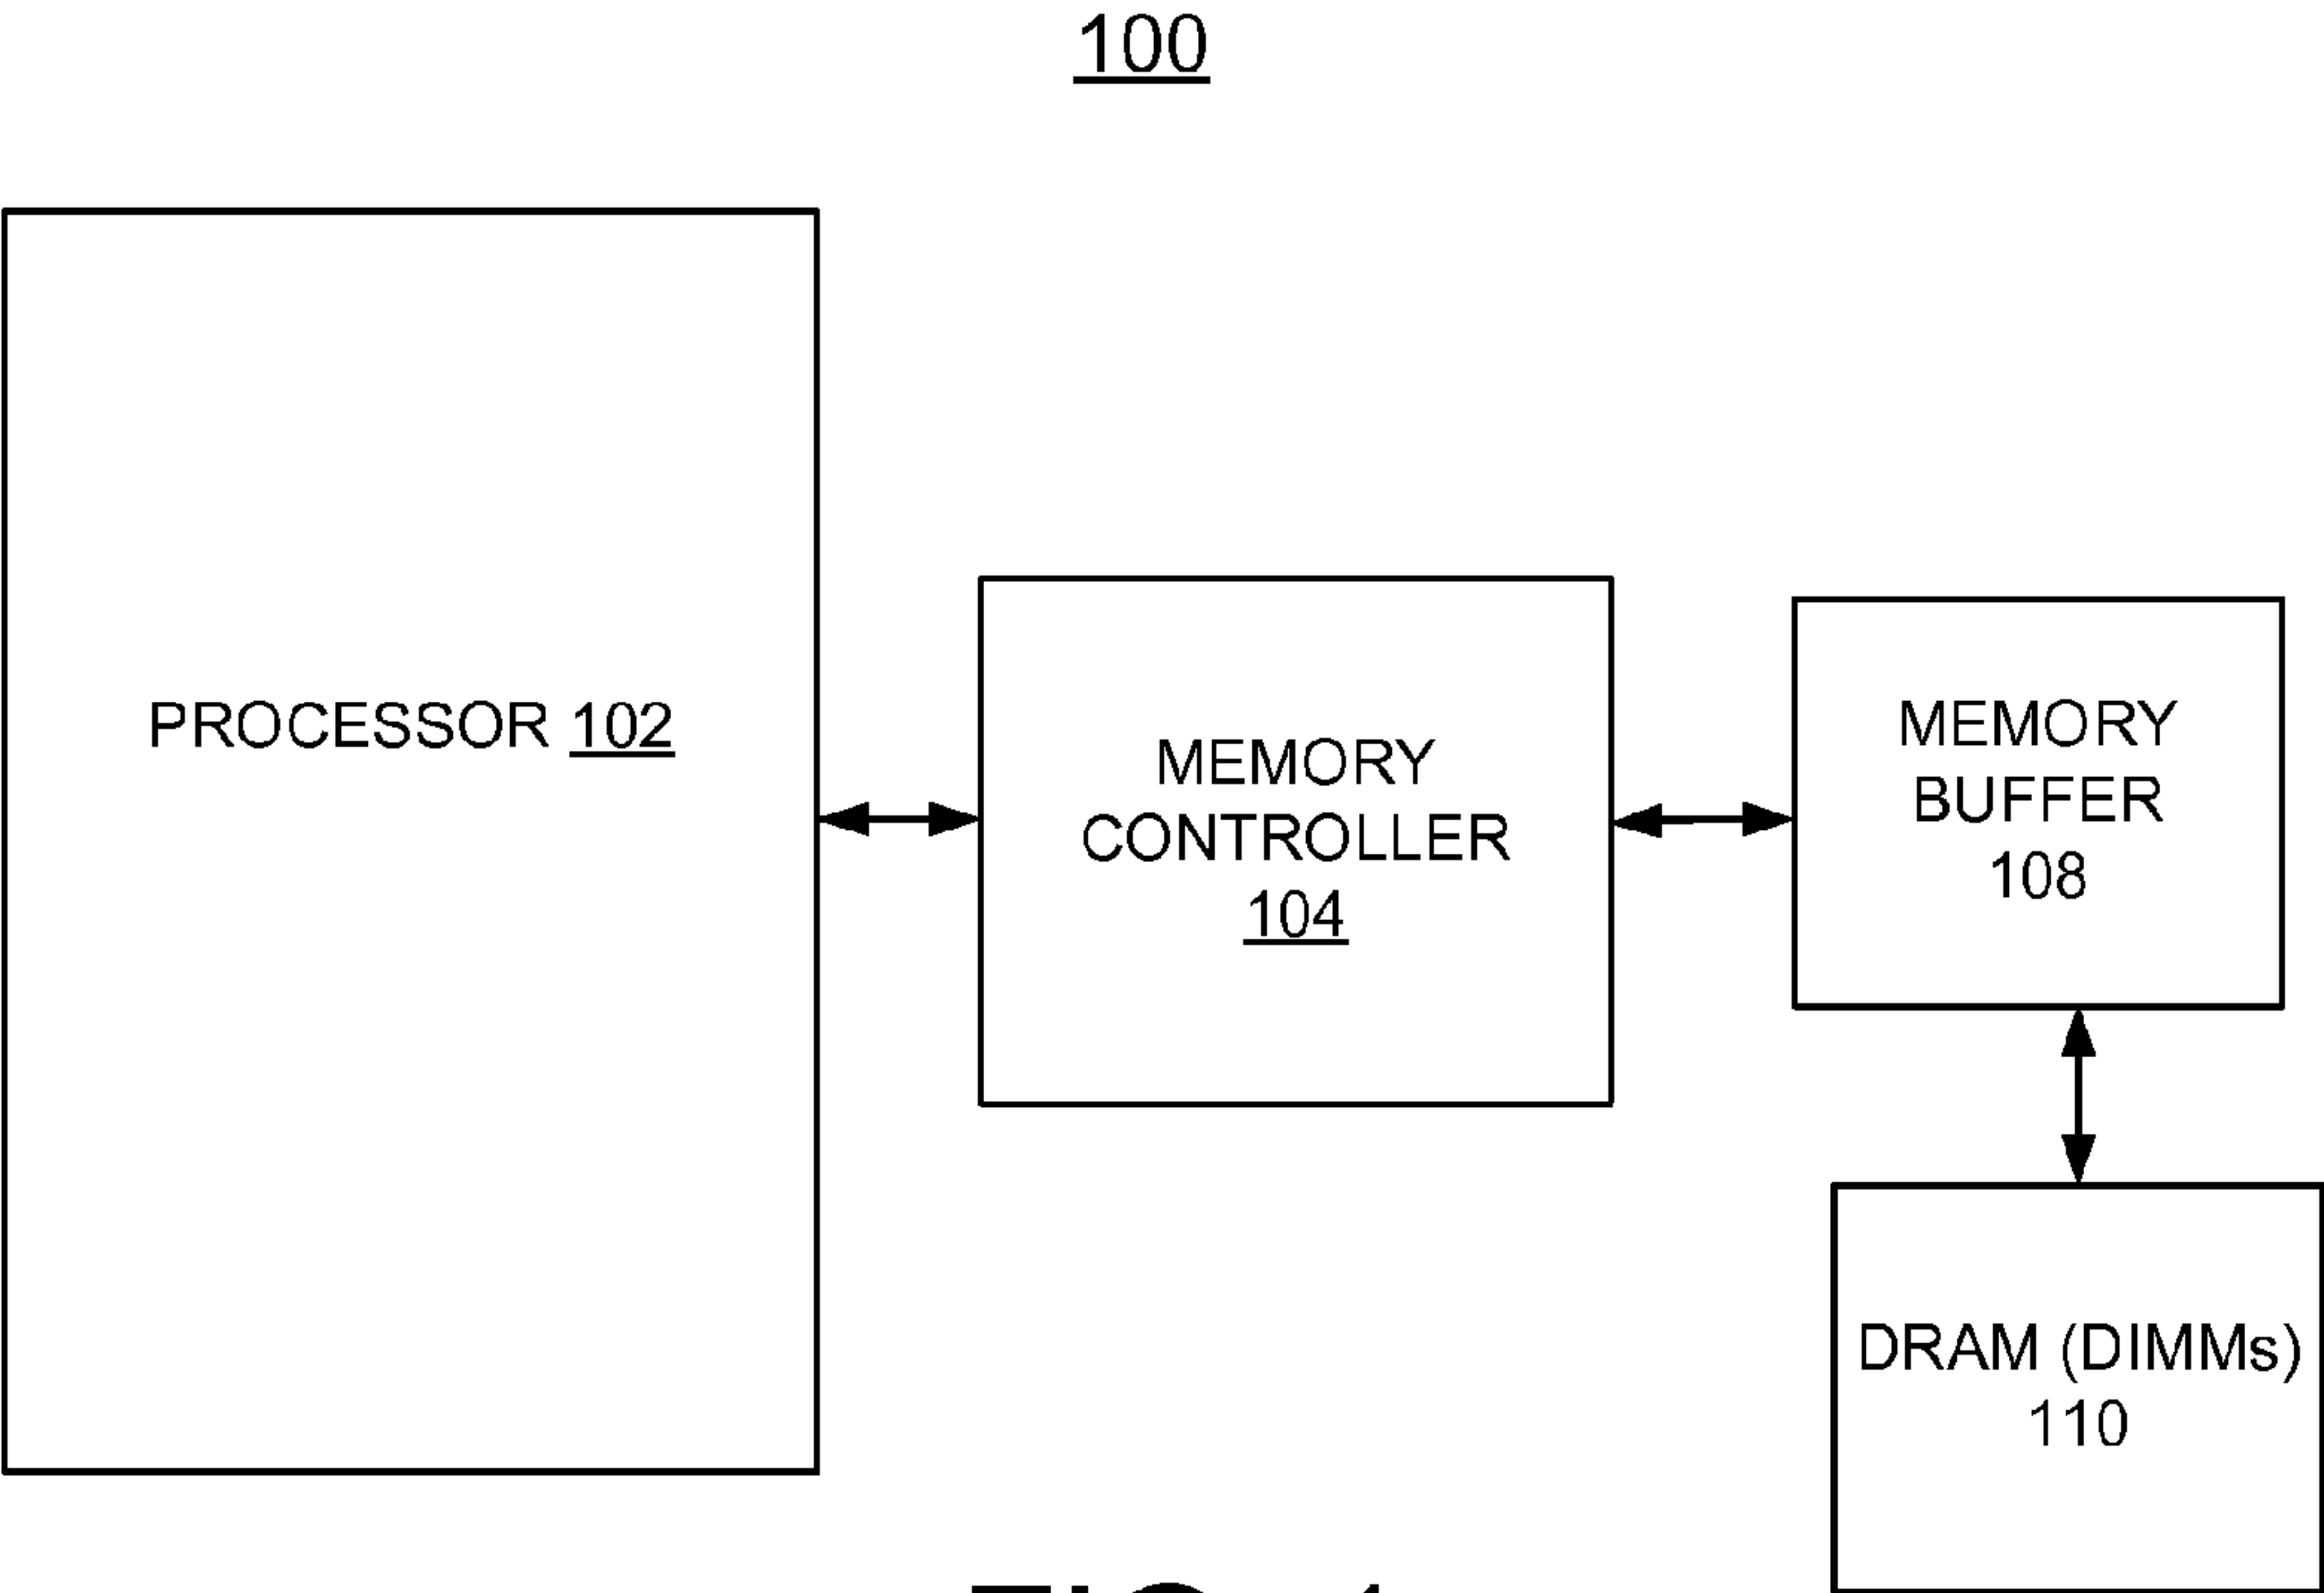 100
PROCESSOR 102
MEMORY
CONTROLLER
104
MEMORY
BUFFER
108
DRAM (DIMMs)
110